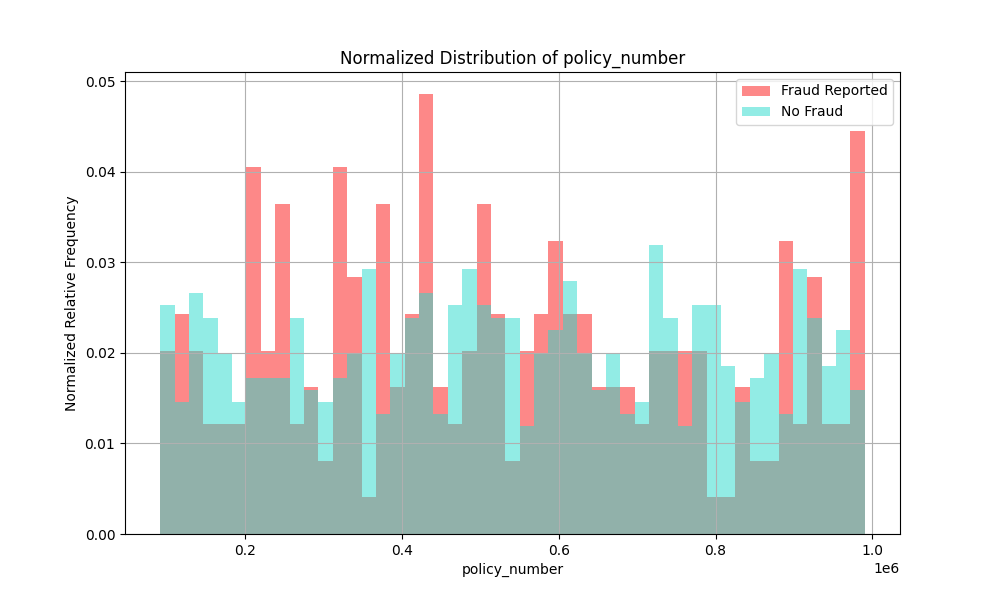 Normalized Distribution of policy_number
Fraud Reported
No Fraud
Normalized Relative Frequency
0.05
0.04
0.03
0.02
0.01
0.00
0.2
0.4
0.6
0.8
1.0
1e6
policy_number